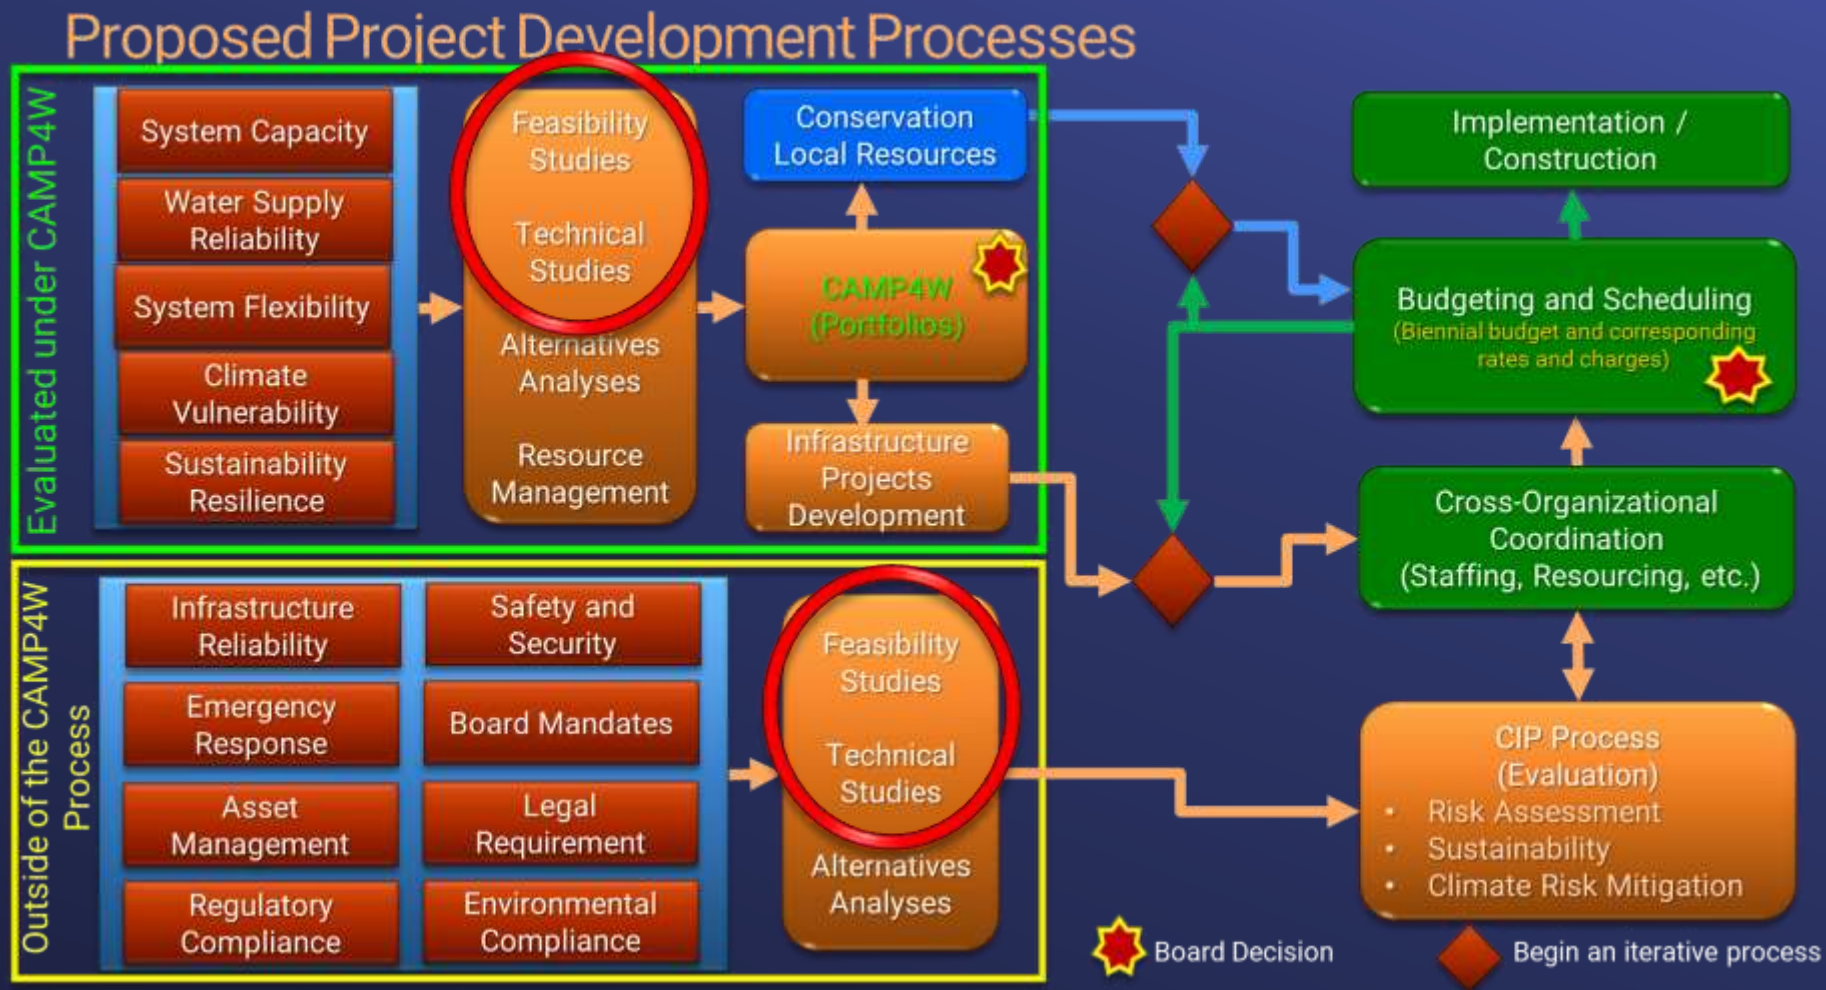 Proposed Project Development Processes
Evaluated under CAMP4W
System Capacity
Water Supply
Reliability
System Flexibility
Climate
Vulnerability
Sustainability
Resilience
Feasibility
Studies
Technical
Studies
Alternatives
Analyses
Resource
Management
Conservation
Local Resources
CAMP4W
(Portfolios)
Infrastructure
Projects
Development
Outside of the CAMP4W
Process
Infrastructure
Reliability
Safety and
Security
Emergency
Response
Board Mandates
Asset
Management
Legal
Requirement
Regulatory
Compliance
Environmental
Compliance
Feasibility
Studies
Technical
Studies
Alternatives
Analyses
Implementation /
Construction
Budgeting and Scheduling
(Biennial budget and corresponding
rates and charges)
Cross-Organizational
Coordination
(Staffing, Resourcing, etc.)
CIP Process
(Evaluation)
• Risk Assessment
• Sustainability
• Climate Risk Mitigation
Board Decision
Begin an iterative process